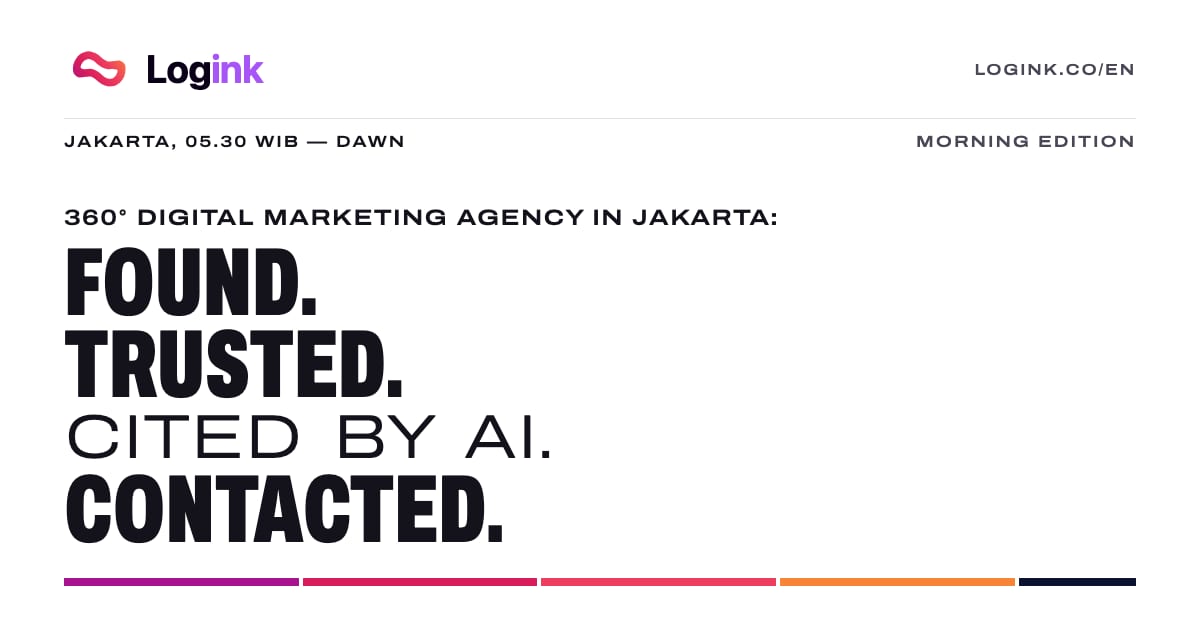 Logink
LOGINK.CO/EN
JAKARTA, 05.30 WIB — DAWN
MORNING EDITION
360° DIGITAL MARKETING AGENCY IN JAKARTA:
FOUND.
TRUSTED.
CITED BY AI.
CONTACTED.